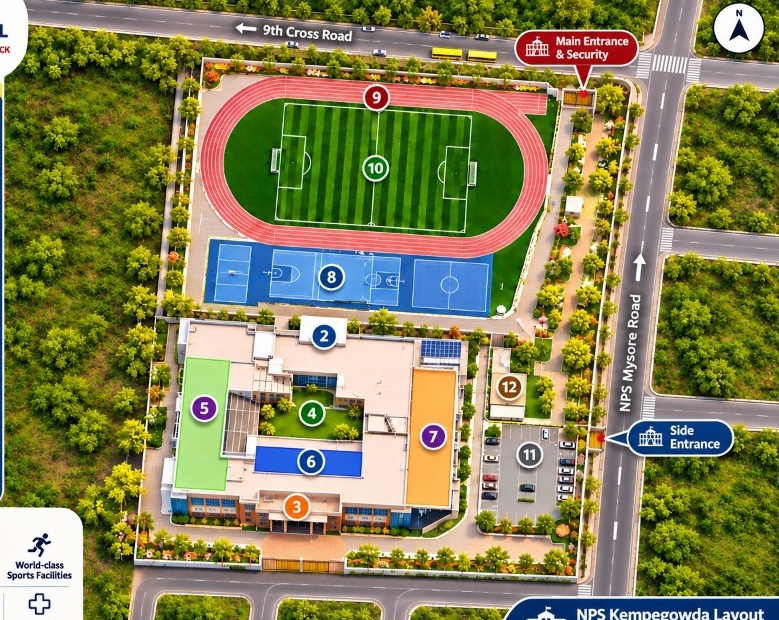 L
CK
9th Cross Road
Main Entrance
& Security
N
9
10
8
2
NPS Mysore Road
12
5
4
7
Side
Entrance
11
6
3
World-class
Sports Facilities
NPS Kempegowda Layout